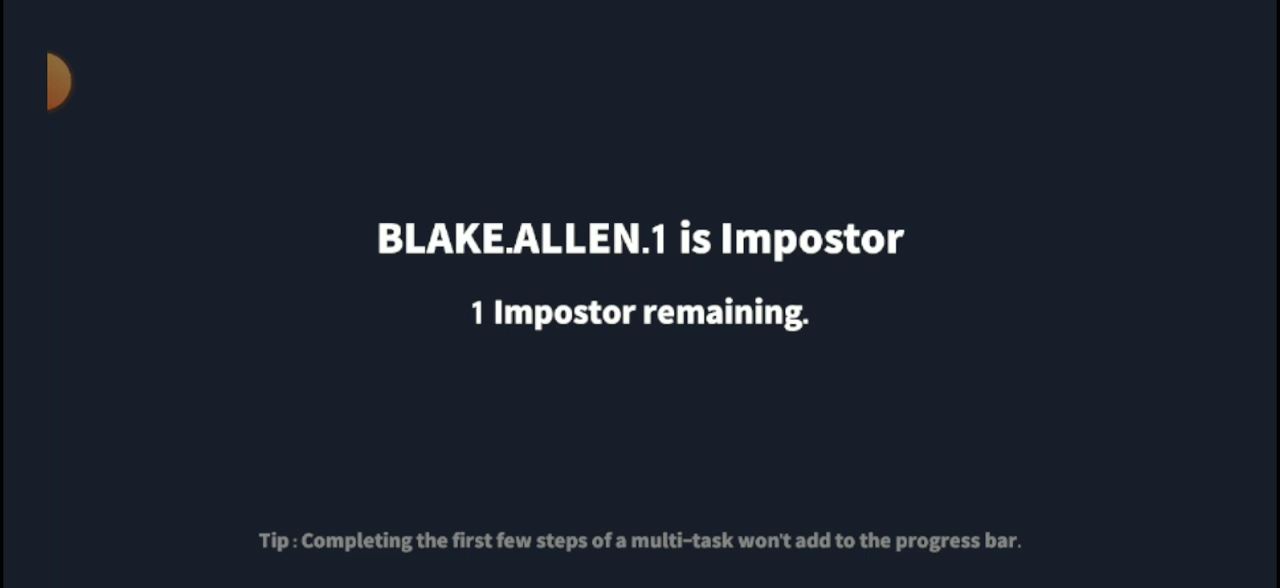 BLAKE.ALLEN.1 is Impostor
1 Impostor remaining.
Tip : Completing the first few steps of a multi-task won't add to the progress bar.